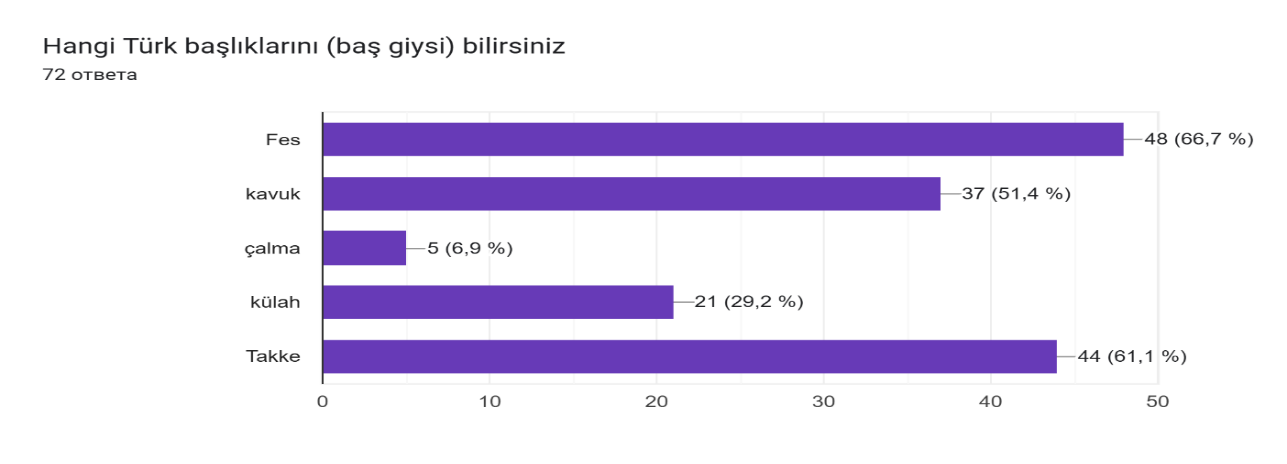 Hangi Türk başlıklarını (baş giysi) bilirsiniz
72 ответа
Fes 48 (66,7 %)
kavuk 37 (51,4 %)
çalma 5 (6,9 %)
külah 21 (29,2 %)
Takke 44 (61,1 %)
0 10 20 30 40 50